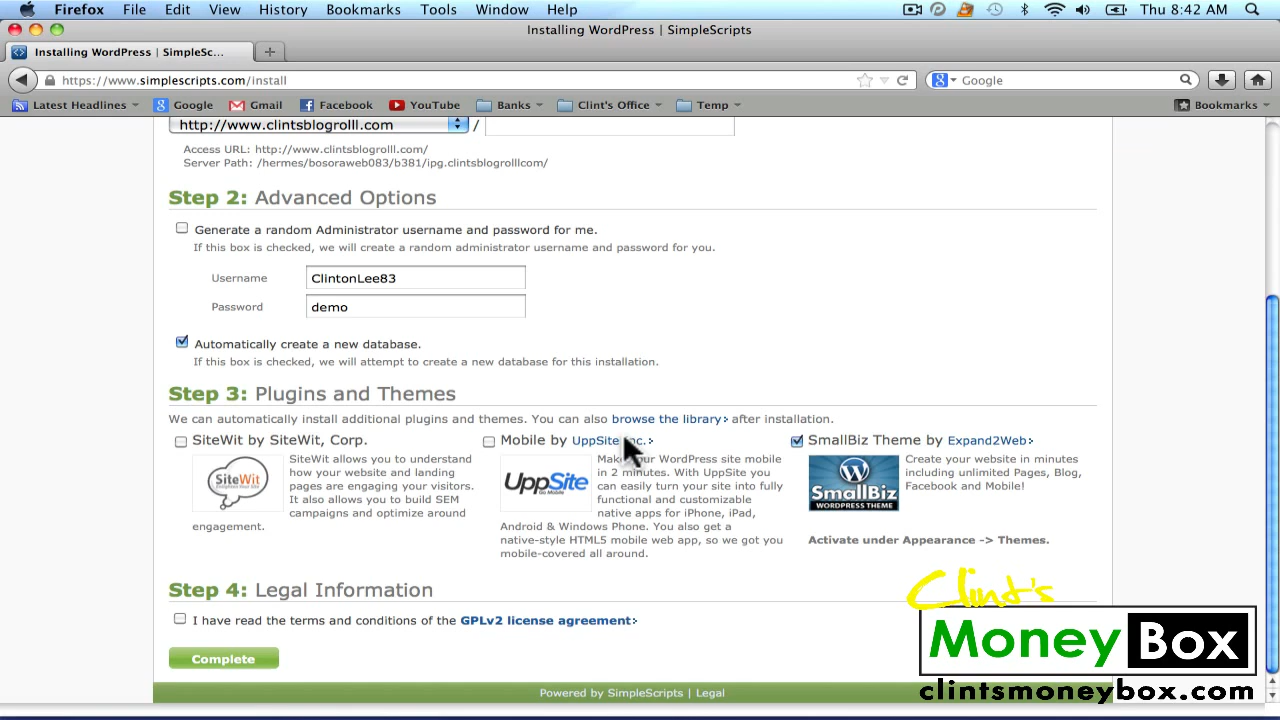 Firefox File Edit View History Bookmarks Tools Window Help Thu 8:42 AM
Installing WordPress | SimpleScripts
Installing WordPress | SimpleSc...
https://www.simplescripts.com/install
Google
Latest Headlines Google Gmail Facebook YouTube Banks Clint's Office Temp Bookmarks
http://www.clintsblogrolll.com /
Access URL: http://www.clintsblogrolll.com/
Server Path: /hermes/bosoraweb083/b381/ipg.clintsblogrolllcom/
Step 2: Advanced Options
Generate a random Administrator username and password for me.
If this box is checked, we will create a random administrator username and password for you.
Username ClintonLee83
Password demo
Automatically create a new database.
If this box is checked, we will attempt to create a new database for this installation.
Step 3: Plugins and Themes
We can automatically install additional plugins and themes. You can also browse the library› after installation.
SiteWit by SiteWit, Corp.
SiteWit
SiteWit allows you to understand
how your website and landing
pages are engaging your visitors.
It also allows you to build SEM
campaigns and optimize around
engagement.
Mobile by UppSite Inc.›
UppSite
Go Mobile
Make your WordPress site mobile
in 2 minutes. With UppSite you
can easily turn your site into fully
functional and customizable
native apps for iPhone, iPad,
Android & Windows Phone. You also get a
native-style HTML5 mobile web app, so we got you
mobile-covered all around.
SmallBiz Theme by Expand2Web›
SmallBiz
WORDPRESS THEME
Create your website in minutes
including unlimited Pages, Blog,
Facebook and Mobile!
Activate under Appearance -> Themes.
Step 4: Legal Information
I have read the terms and conditions of the GPLv2 license agreement›
Complete
Powered by SimpleScripts | Legal
Clint's
Money Box
clintsmoneybox.com